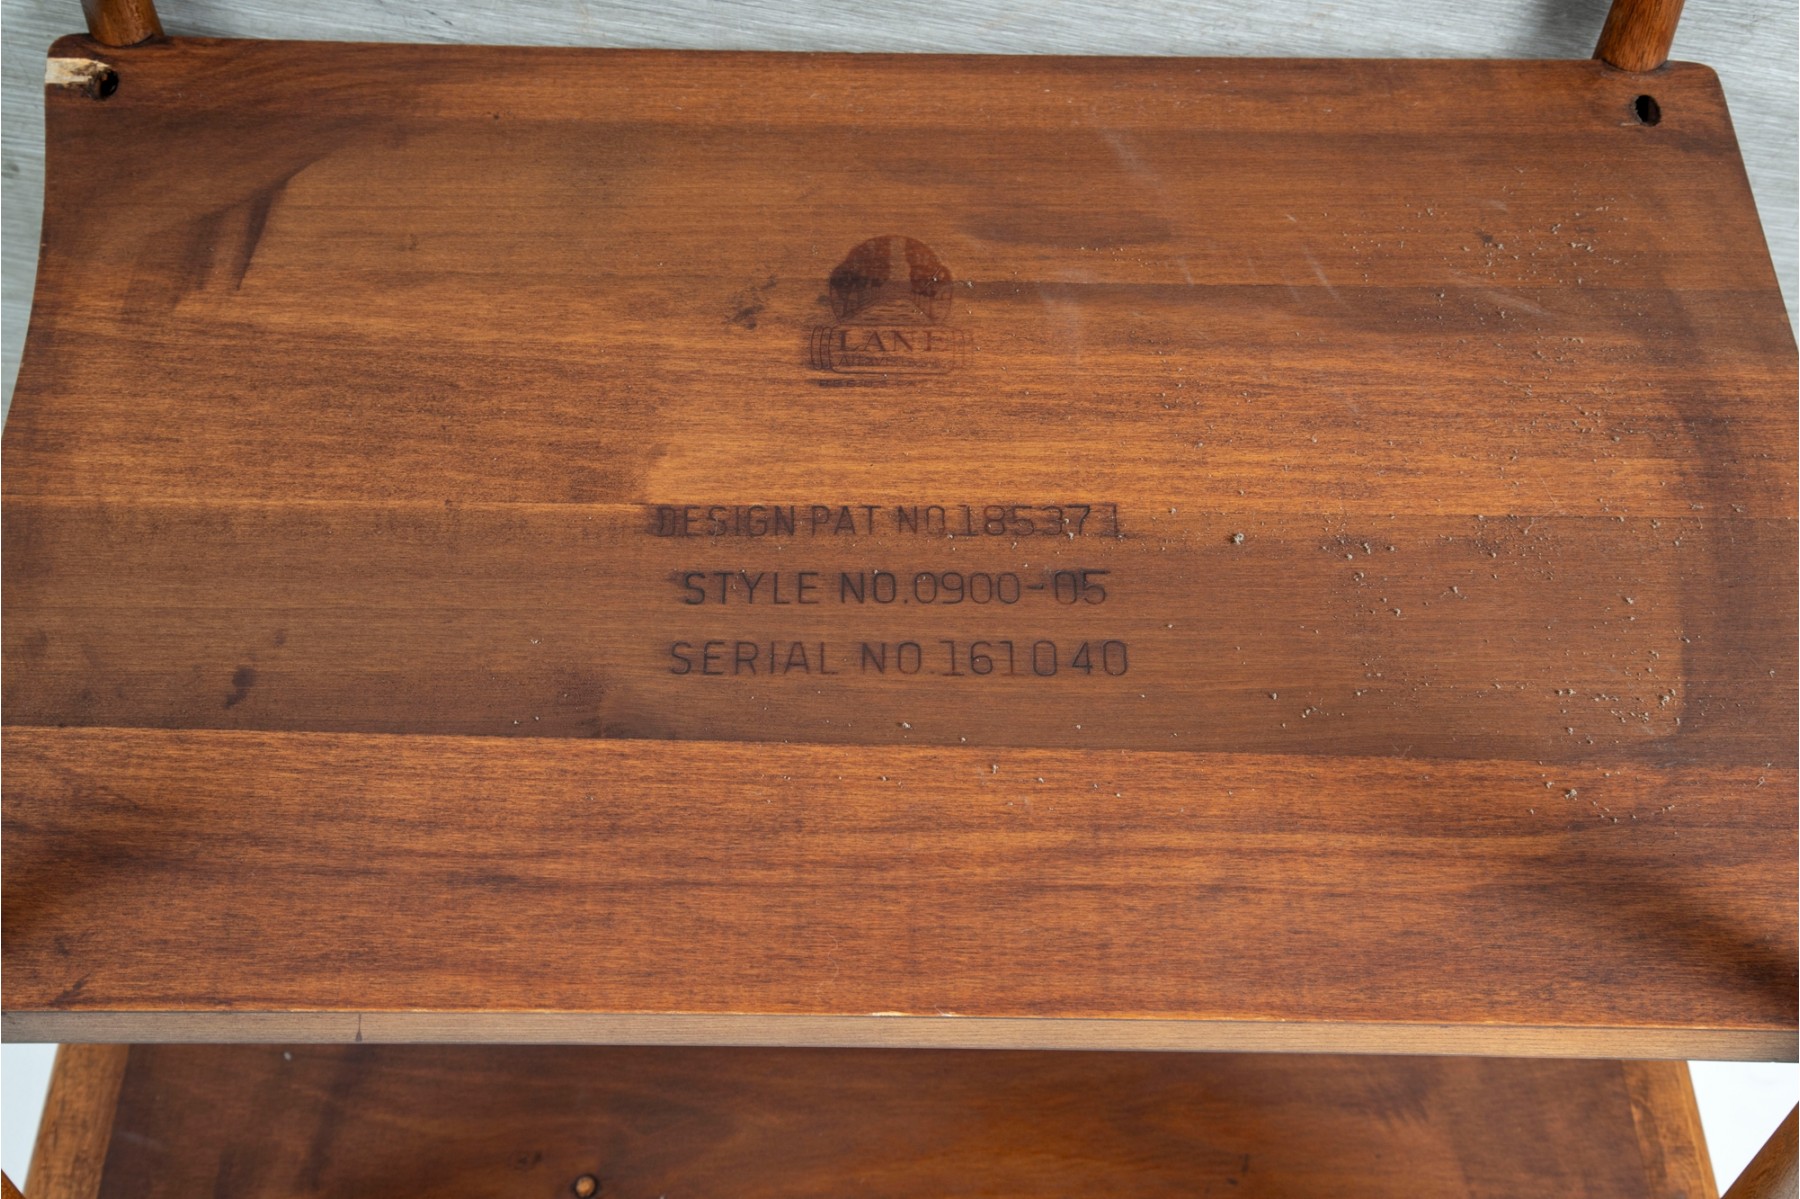 LANE
DESIGN PAT NO.185371
STYLE NO.0900-05
SERIAL NO.161040